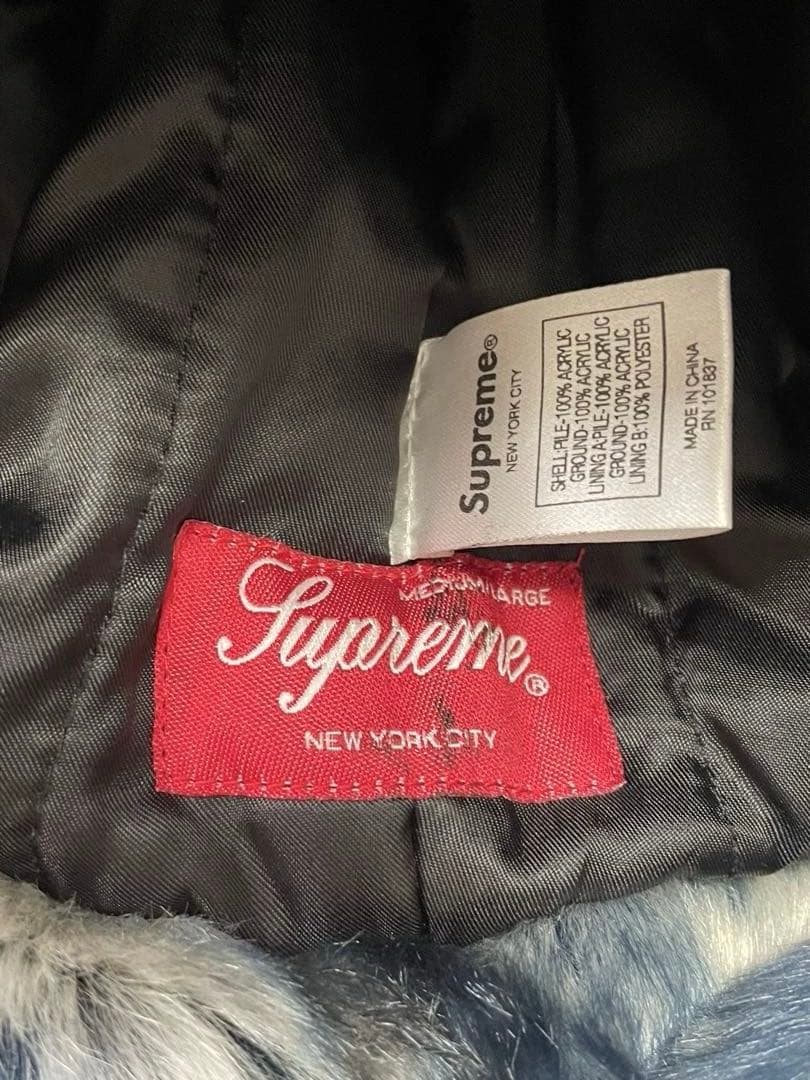 Supreme®
NEW YORK CITY
SHELL:PILE-100% ACRYLIC
GROUND-100% ACRYLIC
LINING A:PILE-100% ACRYLIC
GROUND-100% ACRYLIC
LINING B:100% POLYESTER
MADE IN CHINA
RN 101837
MEDIUM/LARGE
Supreme®
NEW YORK CITY